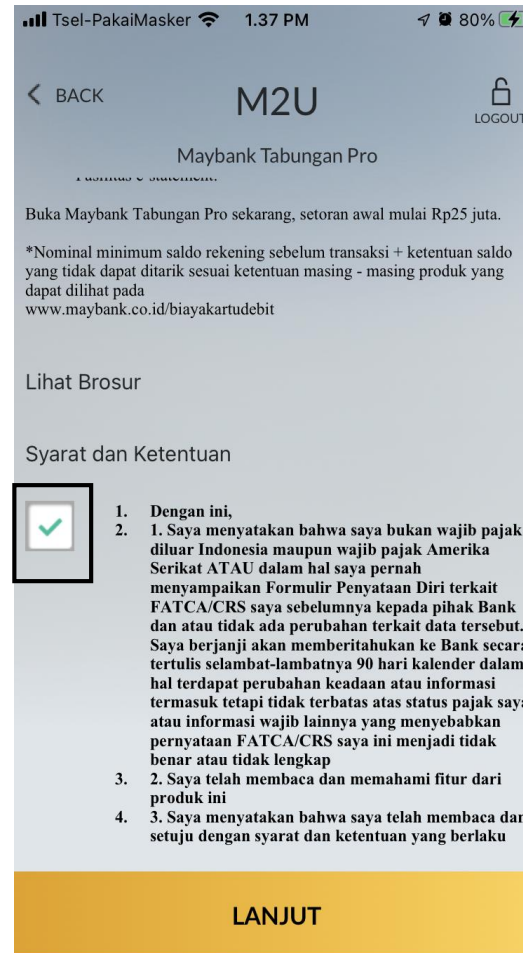 Tsel-PakaiMasker 1.37 PM 80%
BACK M2U
LOGOUT
Maybank Tabungan Pro
Fasilitas e-statement.
Buka Maybank Tabungan Pro sekarang, setoran awal mulai Rp25 juta.
*Nominal minimum saldo rekening sebelum transaksi + ketentuan saldo
yang tidak dapat ditarik sesuai ketentuan masing - masing produk yang
dapat dilihat pada
www.maybank.co.id/biayakartudebit
Lihat Brosur
Syarat dan Ketentuan
1. Dengan ini,
2. 1. Saya menyatakan bahwa saya bukan wajib pajak
diluar Indonesia maupun wajib pajak Amerika
Serikat ATAU dalam hal saya pernah
menyampaikan Formulir Penyataan Diri terkait
FATCA/CRS saya sebelumnya kepada pihak Bank
dan atau tidak ada perubahan terkait data tersebut.
Saya berjanji akan memberitahukan ke Bank secara
tertulis selambat-lambatnya 90 hari kalender dalam
hal terdapat perubahan keadaan atau informasi
termasuk tetapi tidak terbatas atas status pajak saya
atau informasi wajib lainnya yang menyebabkan
pernyataan FATCA/CRS saya ini menjadi tidak
benar atau tidak lengkap
3. 2. Saya telah membaca dan memahami fitur dari
produk ini
4. 3. Saya menyatakan bahwa saya telah membaca dan
setuju dengan syarat dan ketentuan yang berlaku
LANJUT